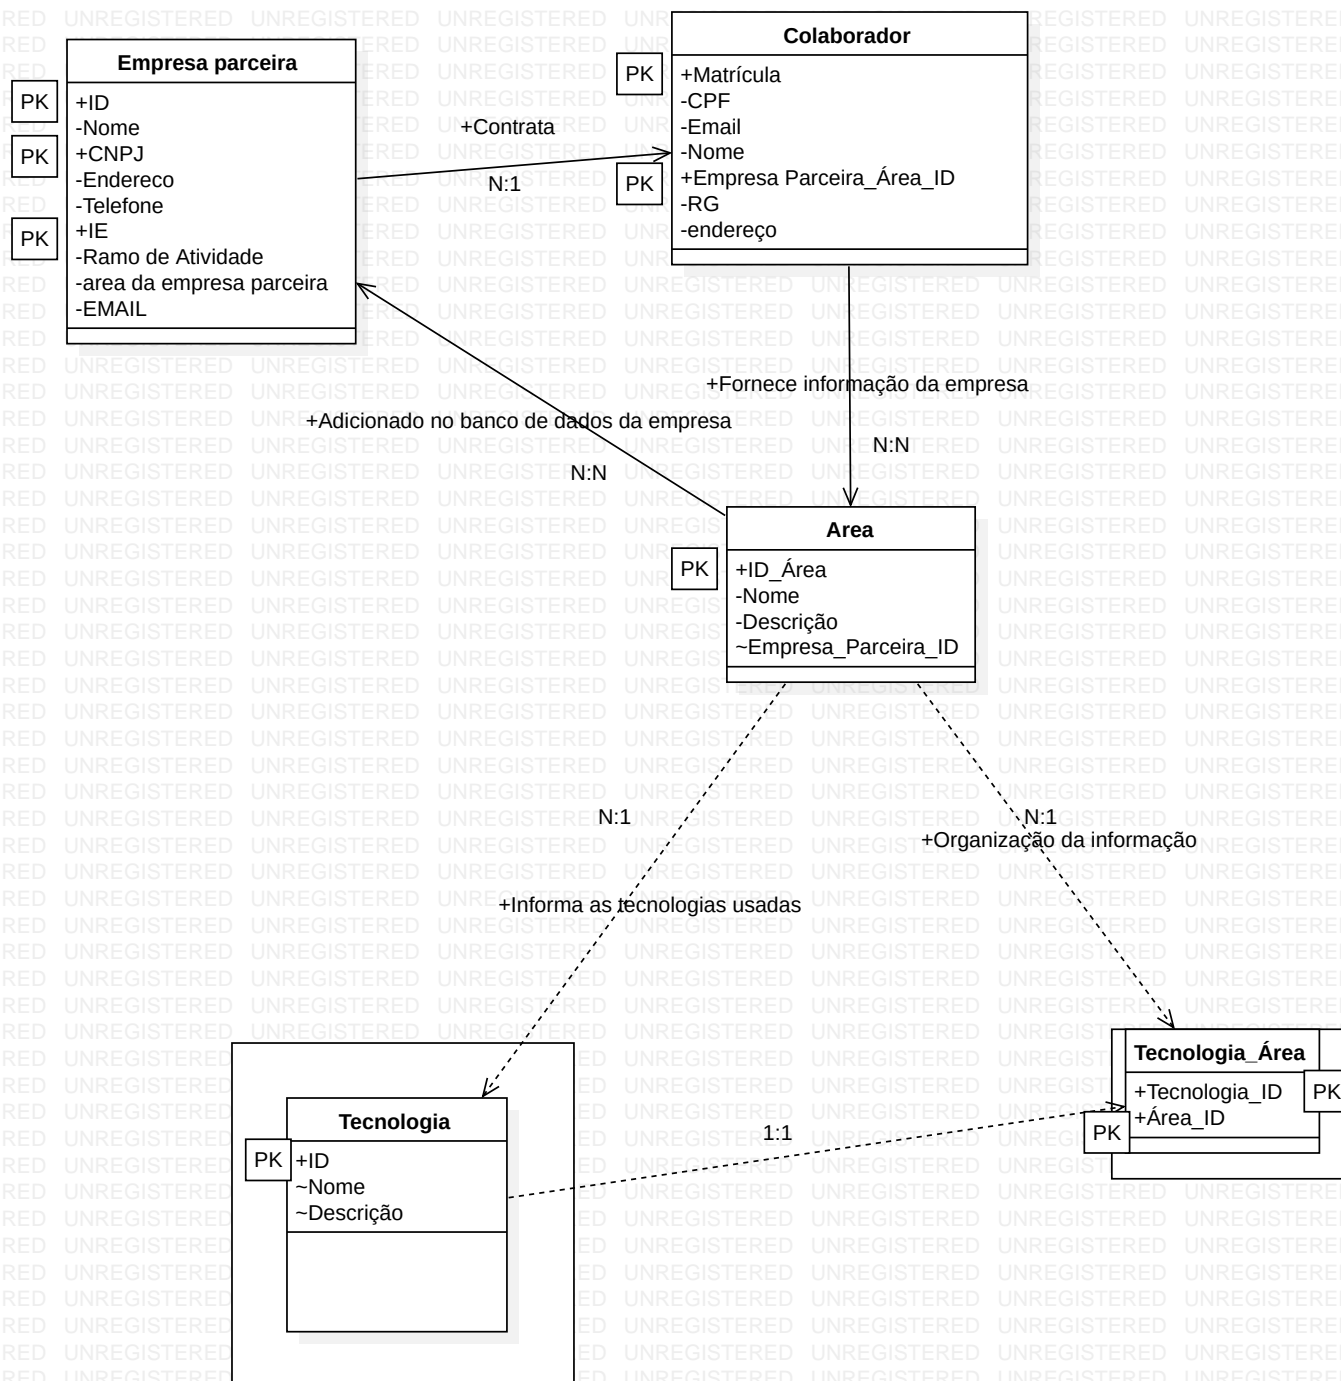 Empresa parceira
PK
+ID
-Nome
PK
+CNPJ
-Endereco
-Telefone
PK
+IE
-Ramo de Atividade
-area da empresa parceira
-EMAIL
+Contrata
N:1
Colaborador
PK
+Matrícula
-CPF
-Email
-Nome
PK
+Empresa Parceira_Área_ID
-RG
-endereço
+Fornece informação da empresa
N:N
+Adicionado no banco de dados da empresa
N:N
Area
PK
+ID_Área
-Nome
-Descrição
~Empresa_Parceira_ID
N:1
+Informa as tecnologias usadas
N:1
+Organização da informação
Tecnologia
PK
+ID
~Nome
~Descrição
1:1
Tecnologia_Área
+Tecnologia_ID
PK
+Área_ID
PK
UNREGISTERED